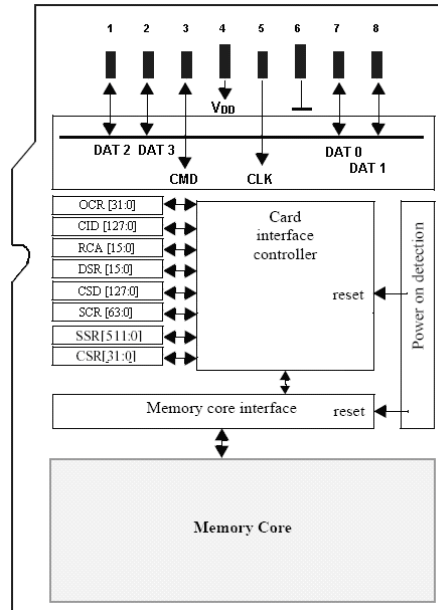 1 2 3 4 5 6 7 8
VDD
DAT 2 DAT 3 DAT 0
DAT 1
CMD CLK
OCR [31:0]
CID [127:0]
RCA [15:0]
DSR [15:0]
CSD [127:0]
SCR [63:0]
SSR[511:0]
CSR[31:0]
Card
interface
controller
reset
Power on detection
Memory core interface
reset
Memory Core